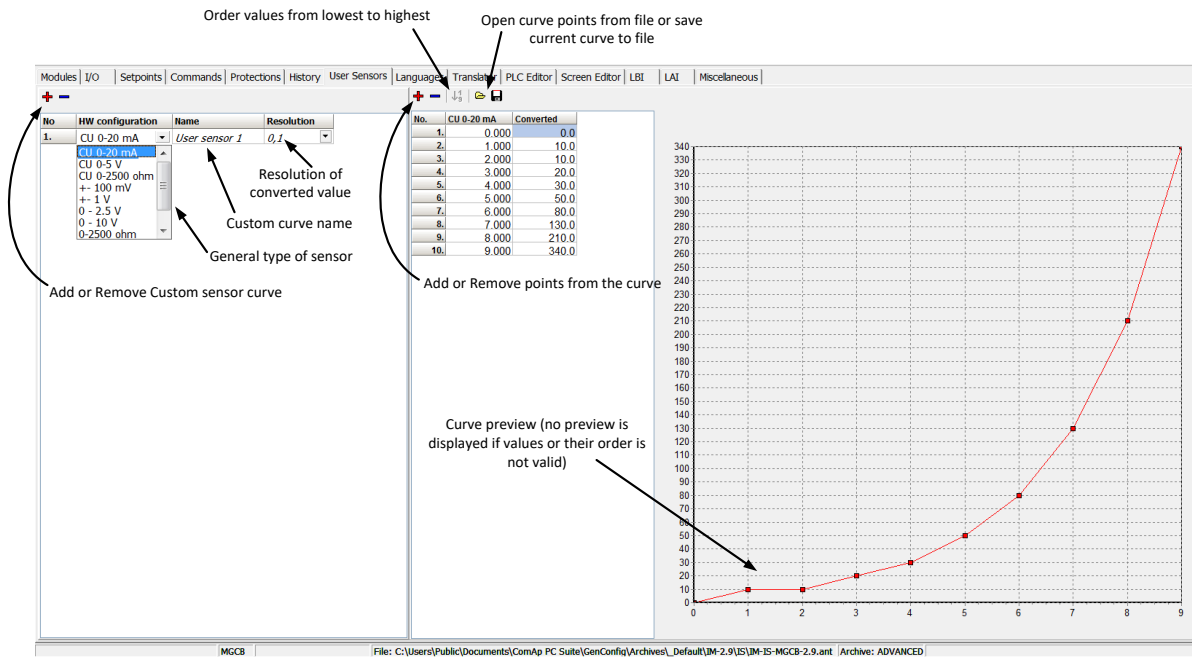 Order values from lowest to highest
Open curve points from file or save
current curve to file
Modules I/O Setpoints Commands Protections History User Sensors Languages Translator PLC Editor Screen Editor LBI LAI Miscellaneous
No HW configuration Name Resolution
1. CU 0-20 mA User sensor 1 0,1
CU 0-20 mA
CU 0-5 V
CU 0-2500 ohm
+- 100 mV
+- 1 V
0 - 2.5 V
0 - 10 V
0-2500 ohm
Resolution of
converted value
Custom curve name
General type of sensor
Add or Remove Custom sensor curve
No. CU 0-20 mA Converted
1. 0.000 0.0
2. 1.000 10.0
3. 2.000 10.0
4. 3.000 20.0
5. 4.000 30.0
6. 5.000 50.0
7. 6.000 80.0
8. 7.000 130.0
9. 8.000 210.0
10. 9.000 340.0
Add or Remove points from the curve
Curve preview (no preview is
displayed if values or their order is
not valid)
340
330
320
310
300
290
280
270
260
250
240
230
220
210
200
190
180
170
160
150
140
130
120
110
100
90
80
70
60
50
40
30
20
10
0
0 1 2 3 4 5 6 7 8 9
MGCB File: C:\Users\Public\Documents\ComAp PC Suite\GenConfig\Archives\_Default\IM-2.9\IS\IM-IS-MGCB-2.9.ant Archive: ADVANCED